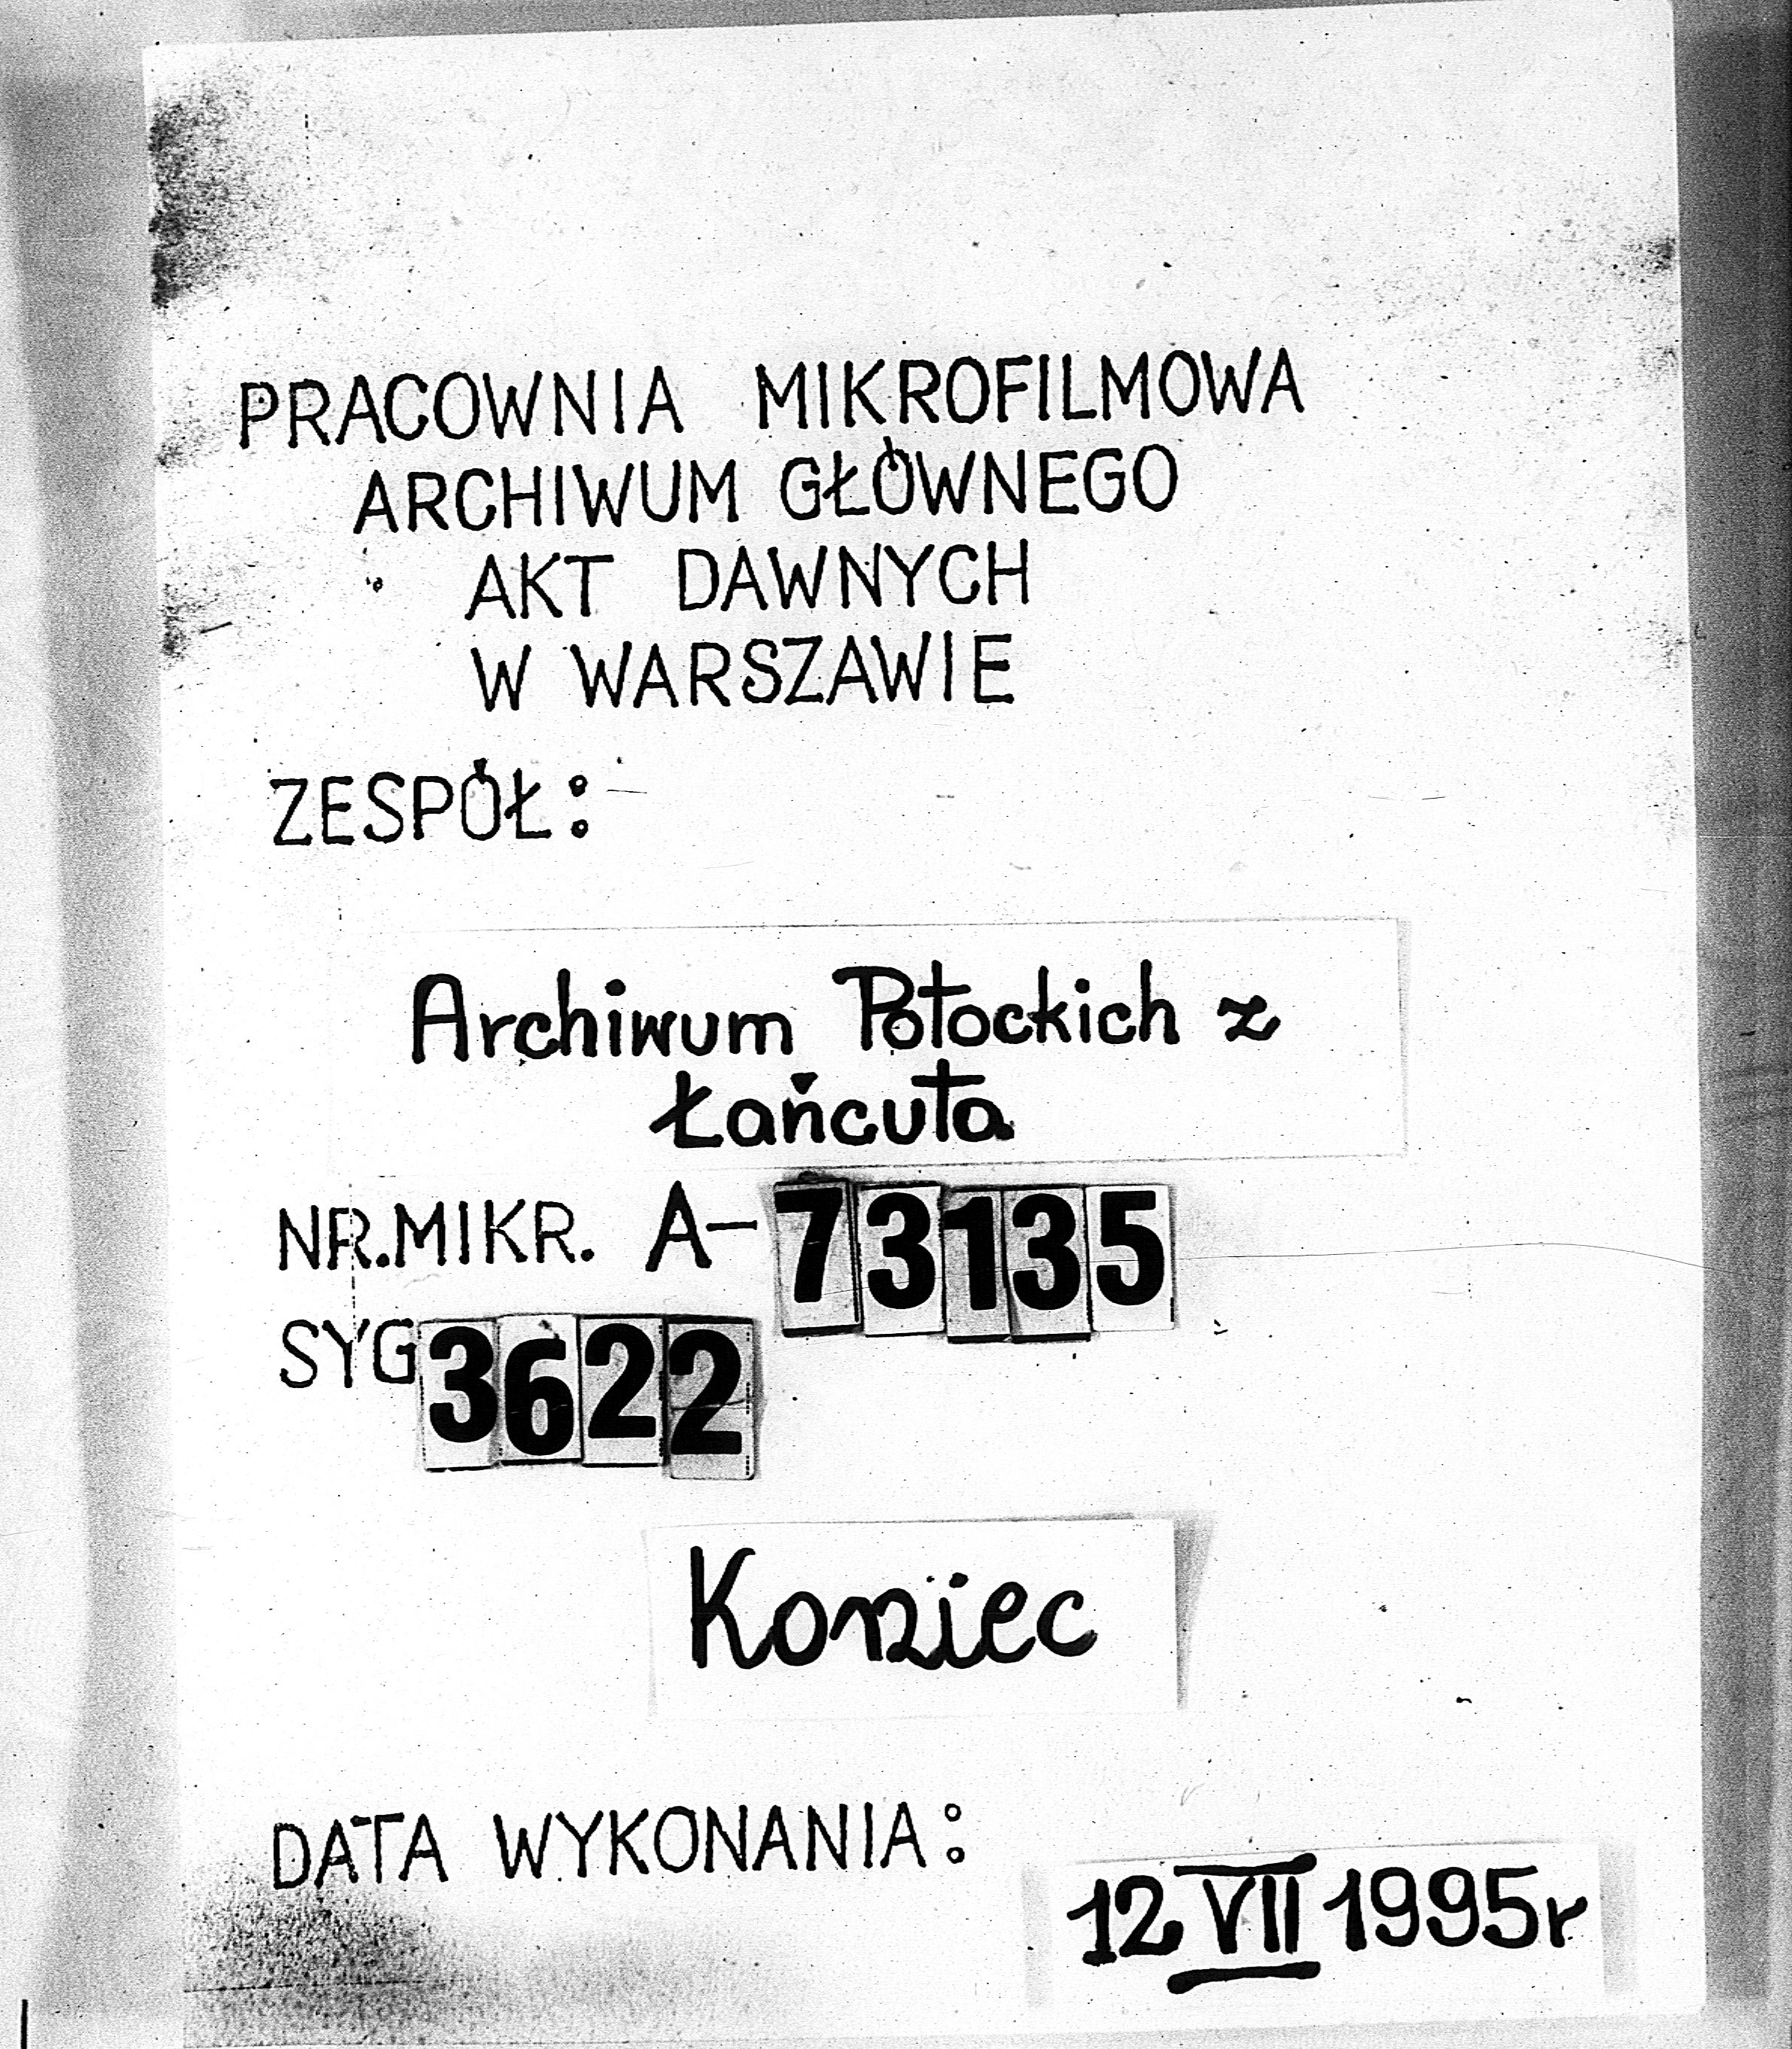 PRACOWNIA MIKROFILMOWA
ARCHIWUM GŁÓWNEGO
AKT DAWNYCH
W WARSZAWIE
ZESPÓŁ:
Archiwum Potockich z
Łańcuta
NR.MIKR. A-73135
SYG 3622
Koniec
DATA WYKONANIA:
12 VII 1995r